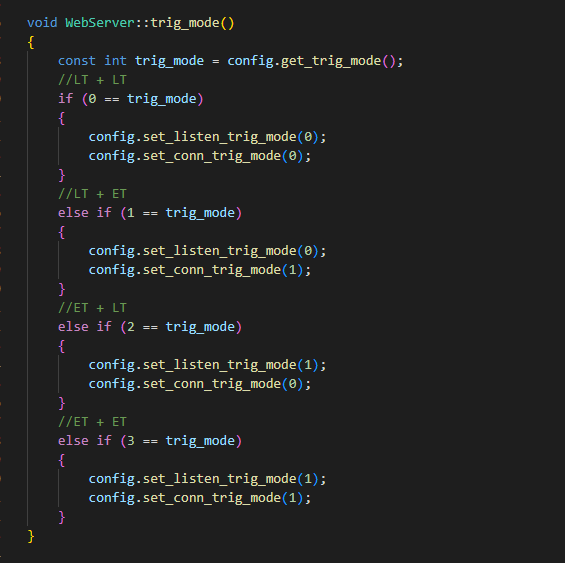 void WebServer::trig_mode()
{
    const int trig_mode = config.get_trig_mode();
    //LT + LT
    if (0 == trig_mode)
    {
        config.set_listen_trig_mode(0);
        config.set_conn_trig_mode(0);
    }
    //LT + ET
    else if (1 == trig_mode)
    {
        config.set_listen_trig_mode(0);
        config.set_conn_trig_mode(1);
    }
    //ET + LT
    else if (2 == trig_mode)
    {
        config.set_listen_trig_mode(1);
        config.set_conn_trig_mode(0);
    }
    //ET + ET
    else if (3 == trig_mode)
    {
        config.set_listen_trig_mode(1);
        config.set_conn_trig_mode(1);
    }
}